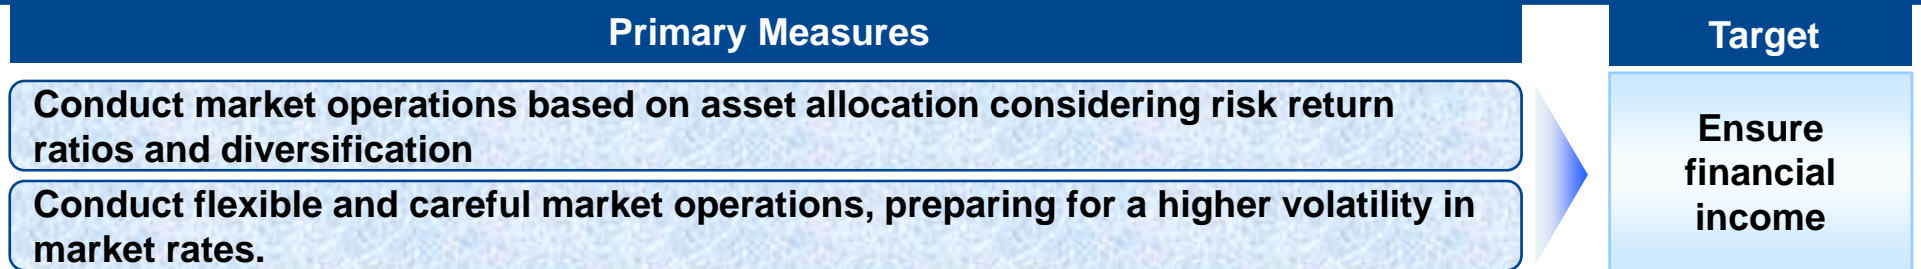 Primary Measures
Target
Conduct market operations based on asset allocation considering risk return
ratios and diversification
Conduct flexible and careful market operations, preparing for a higher volatility in
market rates.
Ensure
financial
income